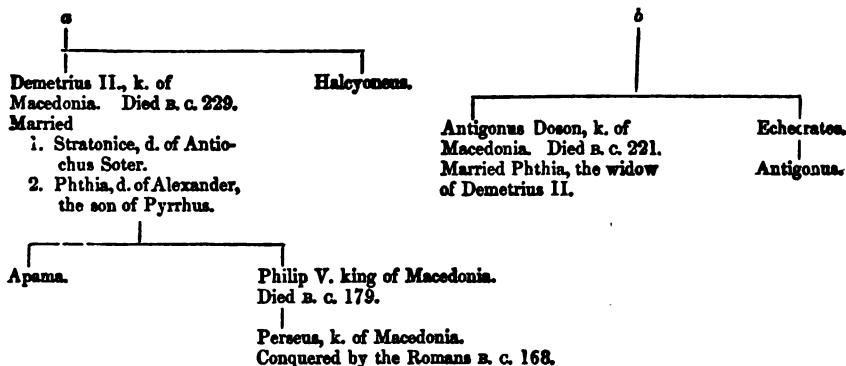 a
b
Demetrius II., k. of
Macedonia. Died B. C. 229.
Married
1. Stratonice, d. of Antio-
chus Soter.
2. Phthia, d. of Alexander,
the son of Pyrrhus.
Halcyoneus.
Antigonus Doson, k. of
Macedonia. Died B. C. 221.
Married Phthia, the widow
of Demetrius II.
Echecrates.
Antigonus.
Apama.
Philip V. king of Macedonia.
Died B. C. 179.
Perseus, k. of Macedonia.
Conquered by the Romans B. C. 168.